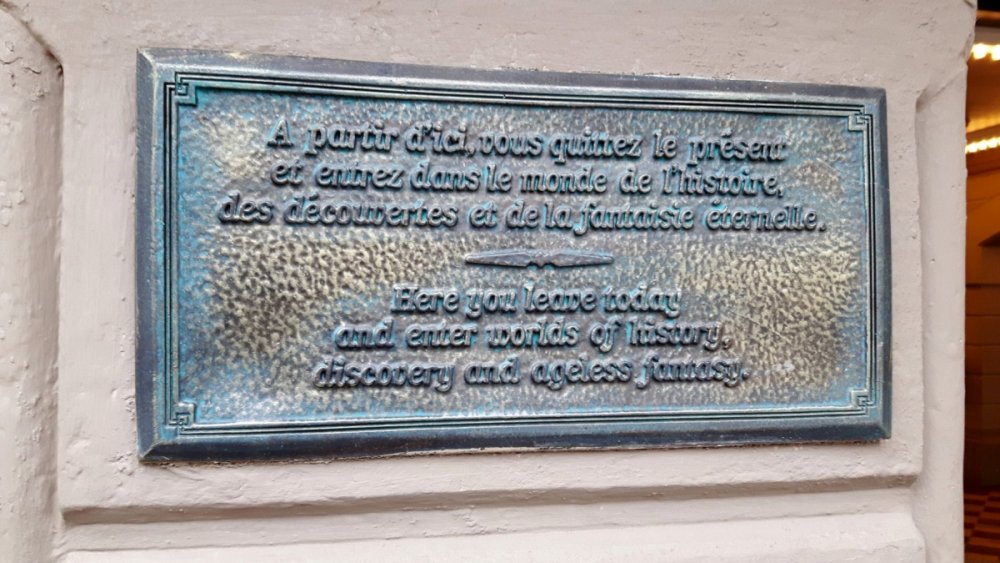 A partir d'ici, vous quittez le présent
et entrez dans le monde de l'histoire,
des découvertes et de la fantaisie éternelle.
Here you leave today
and enter worlds of history,
discovery and ageless fantasy.